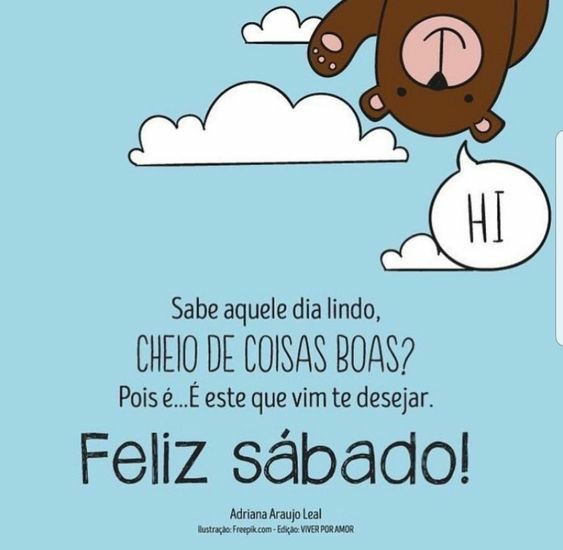 HI
Sabe aquele dia lindo,
CHEIO DE COISAS BOAS?
Pois é...É este que vim te desejar.
Feliz sábado!
Adriana Araujo Leal
Ilustração: Freepik.com - Edição: VIVER POR AMOR